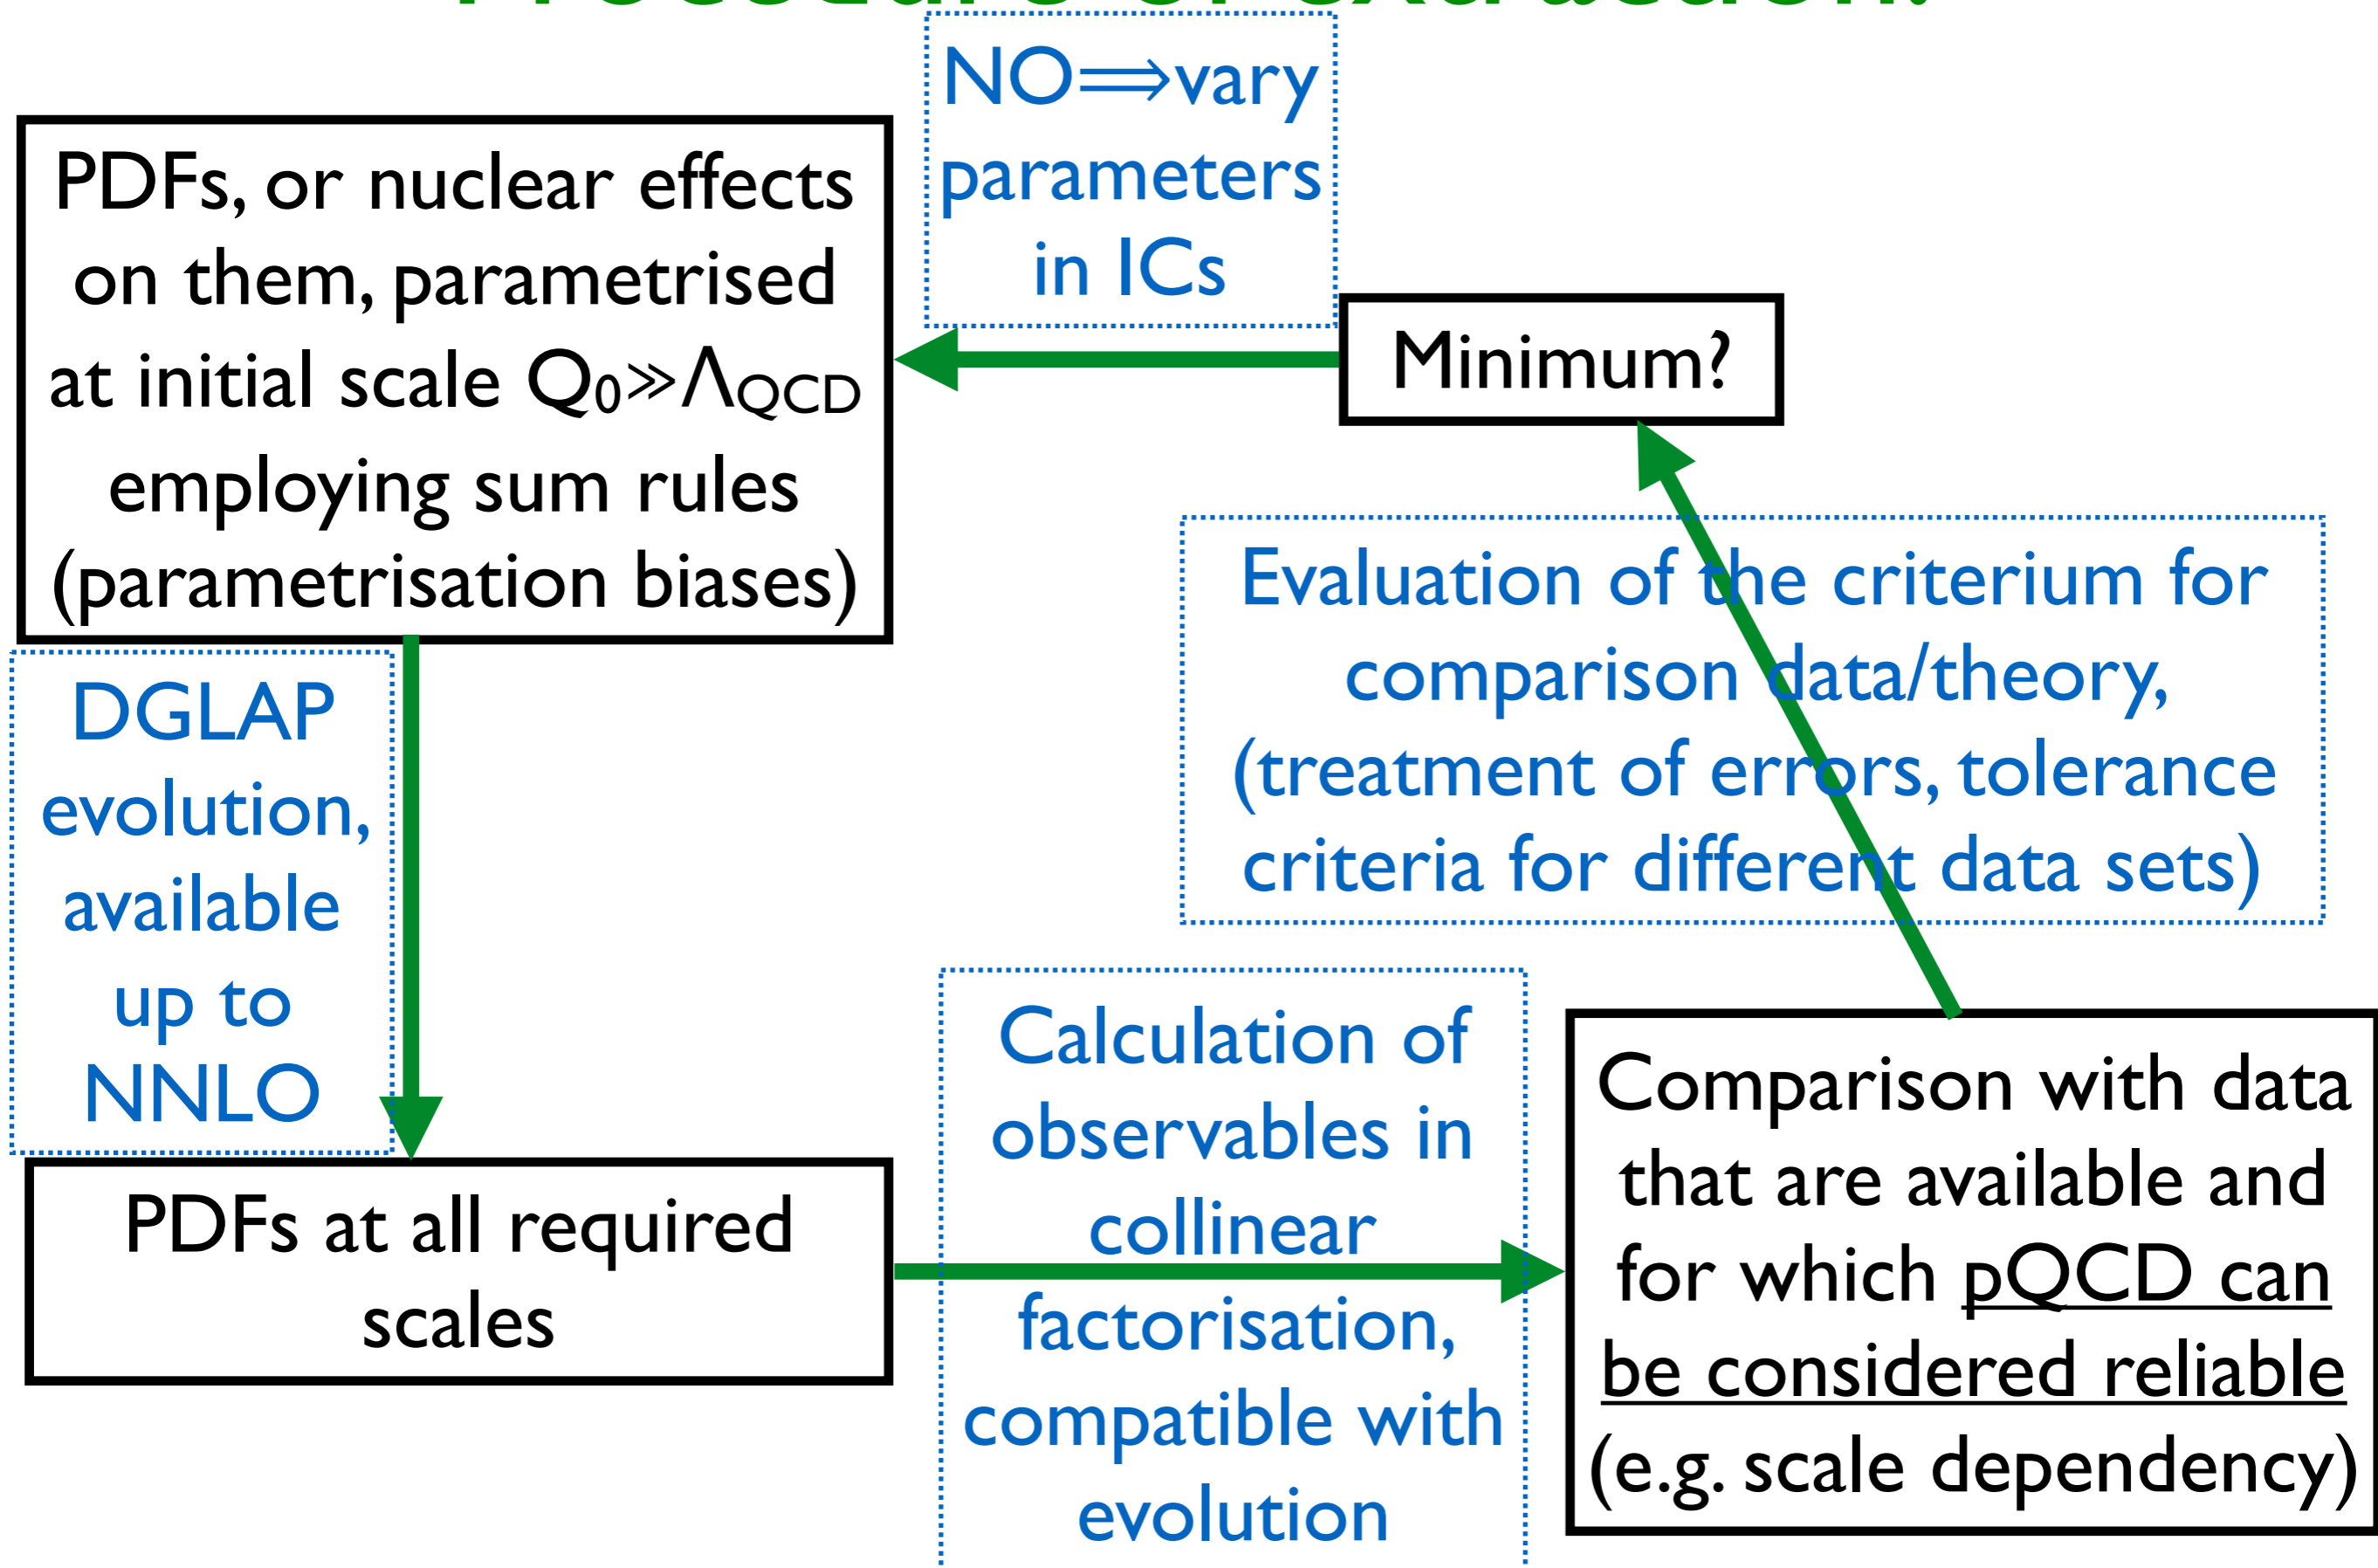 NO⟹vary
parameters
in ICs
PDFs, or nuclear effects
on them, parametrised
at initial scale Q₀≫Λ_QCD
employing sum rules
(parametrisation biases)
Minimum?
Evaluation of the criterium for
comparison data/theory,
(treatment of errors, tolerance
criteria for different data sets)
DGLAP
evolution,
available
up to
NNLO
PDFs at all required
scales
Calculation of
observables in
collinear
factorisation,
compatible with
evolution
Comparison with data
that are available and
for which pQCD can
be considered reliable
(e.g. scale dependency)